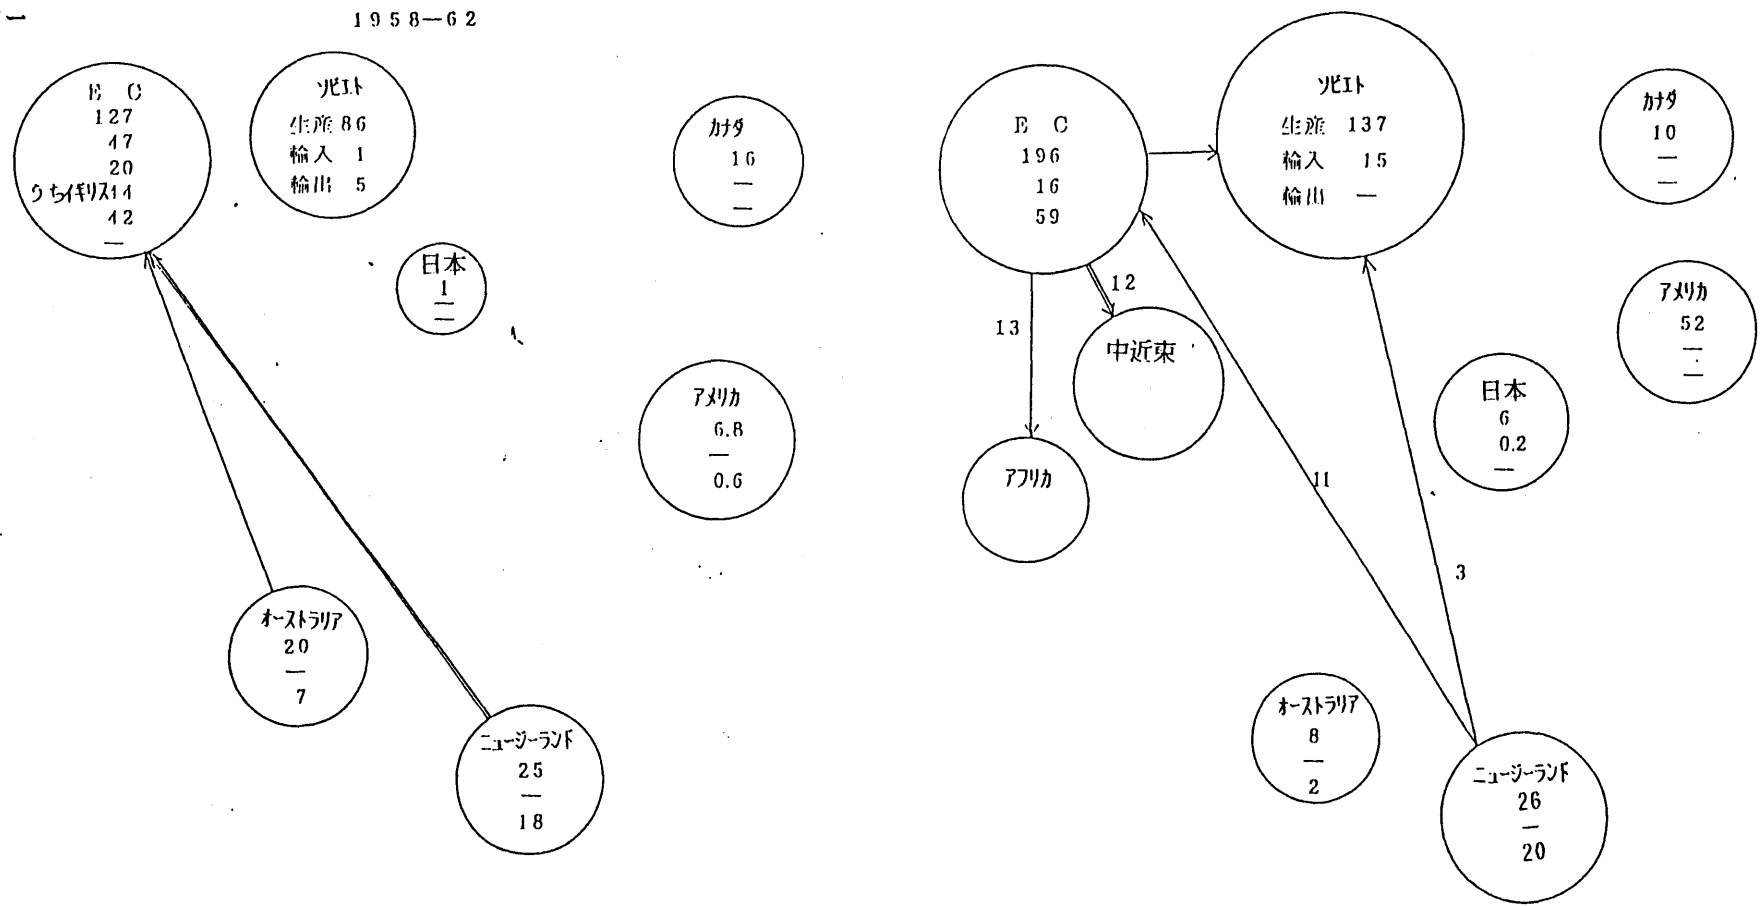 1958―62
E C
127
47
20
うちイギリス14
42
―
ソビエト
生産 86
輸入 1
輸出 5
カナダ
16
―
―
日本
1
―
―
アメリカ
6.8
―
0.6
オーストラリア
20
―
7
ニュージーランド
25
―
18
E C
196
16
59
ソビエト
生産 137
輸入 15
輸出 ―
カナダ
10
―
―
アメリカ
52
―
―
12
13
中近東
日本
6
0.2
―
アフリカ
11
3
オーストラリア
8
―
2
ニュージーランド
26
―
20